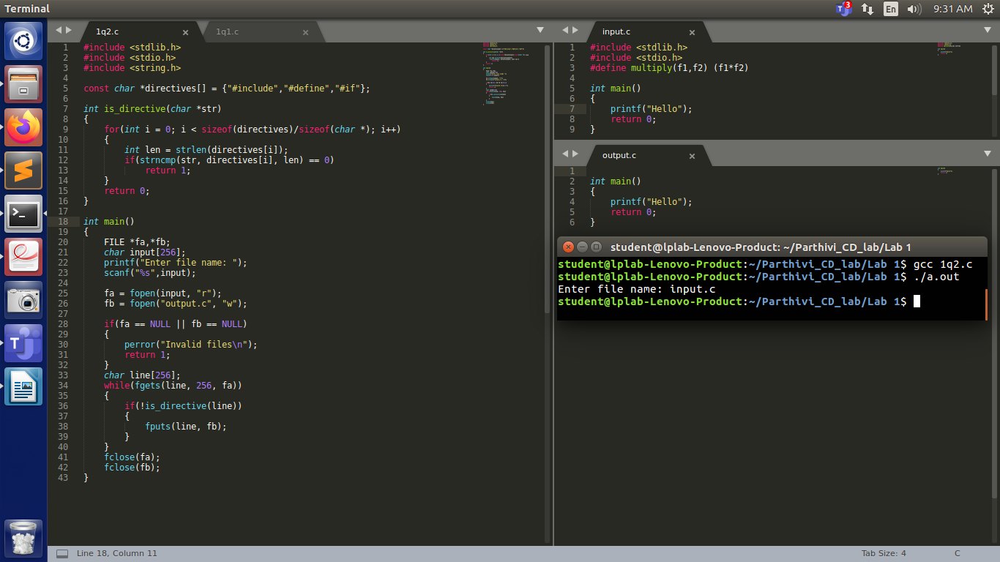 Terminal
3
En
9:31 AM
1q2.c
1q1.c
1 #include <stdlib.h>
2 #include <stdio.h>
3 #include <string.h>
4
5 const char *directives[] = {"#include","#define","#if"};
6
7 int is_directive(char *str)
8 {
9 for(int i = 0; i < sizeof(directives)/sizeof(char *); i++)
10 {
11 int len = strlen(directives[i]);
12 if(strncmp(str, directives[i], len) == 0)
13 return 1;
14 }
15 return 0;
16 }
17
18 int main()
19 {
20 FILE *fa,*fb;
21 char input[256];
22 printf("Enter file name: ");
23 scanf("%s",input);
24
25 fa = fopen(input, "r");
26 fb = fopen("output.c", "w");
27
28 if(fa == NULL || fb == NULL)
29 {
30 perror("Invalid files\n");
31 return 1;
32 }
33 char line[256];
34 while(fgets(line, 256, fa))
35 {
36 if(!is_directive(line))
37 {
38 fputs(line, fb);
39 }
40 }
41 fclose(fa);
42 fclose(fb);
43 }
input.c
1 #include <stdlib.h>
2 #include <stdio.h>
3 #define multiply(f1,f2) (f1*f2)
4
5 int main()
6 {
7 printf("Hello");
8 return 0;
9 }
output.c
1
2 int main()
3 {
4 printf("Hello");
5 return 0;
6 }
student@lplab-Lenovo-Product: ~/Parthivi_CD_lab/Lab 1
student@lplab-Lenovo-Product:~/Parthivi_CD_lab/Lab 1$ gcc 1q2.c
student@lplab-Lenovo-Product:~/Parthivi_CD_lab/Lab 1$ ./a.out
Enter file name: input.c
student@lplab-Lenovo-Product:~/Parthivi_CD_lab/Lab 1$
Line 18, Column 11
Tab Size: 4
C